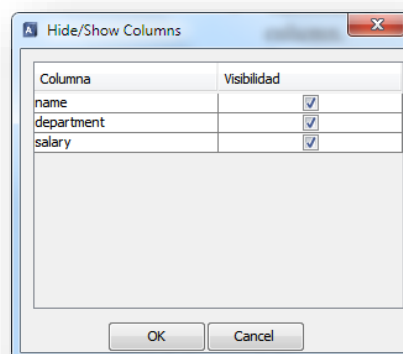 Hide/Show Columns
Columna Visibilidad
name
department
salary
OK Cancel